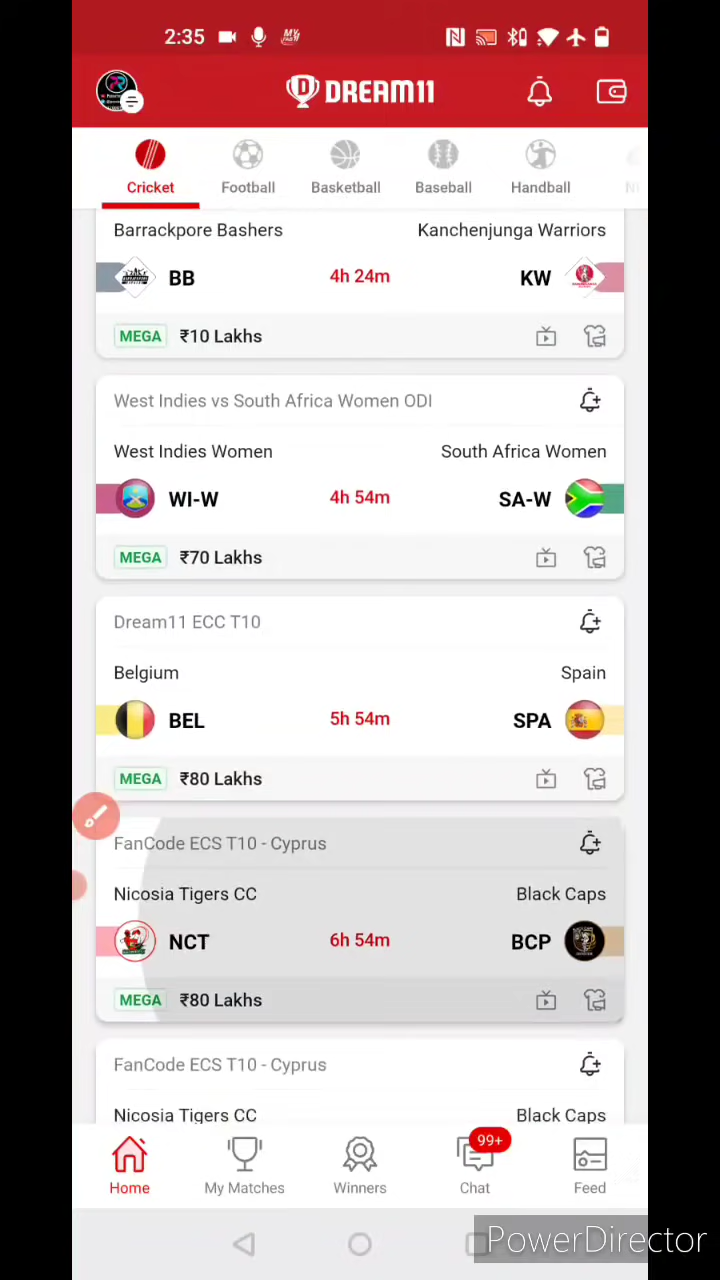 2:35
DREAM11
Cricket Football Basketball Baseball Handball
Barrackpore Bashers Kanchenjunga Warriors
BB 4h 24m KW
MEGA ₹10 Lakhs
West Indies vs South Africa Women ODI
West Indies Women South Africa Women
WI-W 4h 54m SA-W
MEGA ₹70 Lakhs
Dream11 ECC T10
Belgium Spain
BEL 5h 54m SPA
MEGA ₹80 Lakhs
FanCode ECS T10 - Cyprus
Nicosia Tigers CC Black Caps
NCT 6h 54m BCP
MEGA ₹80 Lakhs
FanCode ECS T10 - Cyprus
Nicosia Tigers CC Black Caps
99+
Home My Matches Winners Chat Feed
PowerDirector